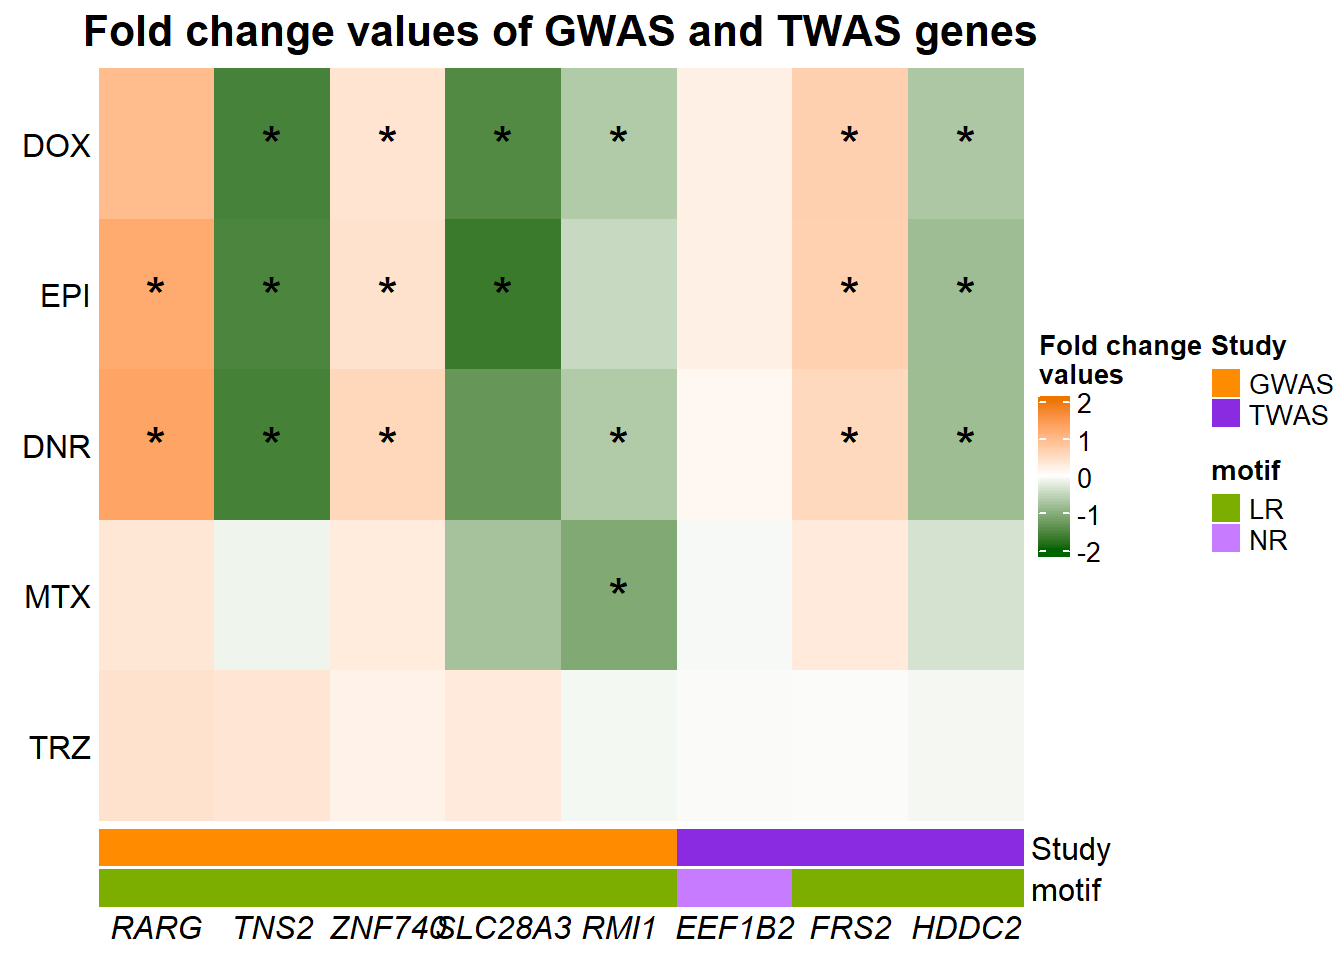 Fold change values of GWAS and TWAS genes
DOX * * * * * *
EPI * * * * * *
DNR * * * * * *
MTX *
TRZ
Study
motif
RARG TNS2 ZNF740 SLC28A3 RMI1 EEF1B2 FRS2 HDDC2
Fold change
values
2
1
0
-1
-2
Study
GWAS
TWAS
motif
LR
NR